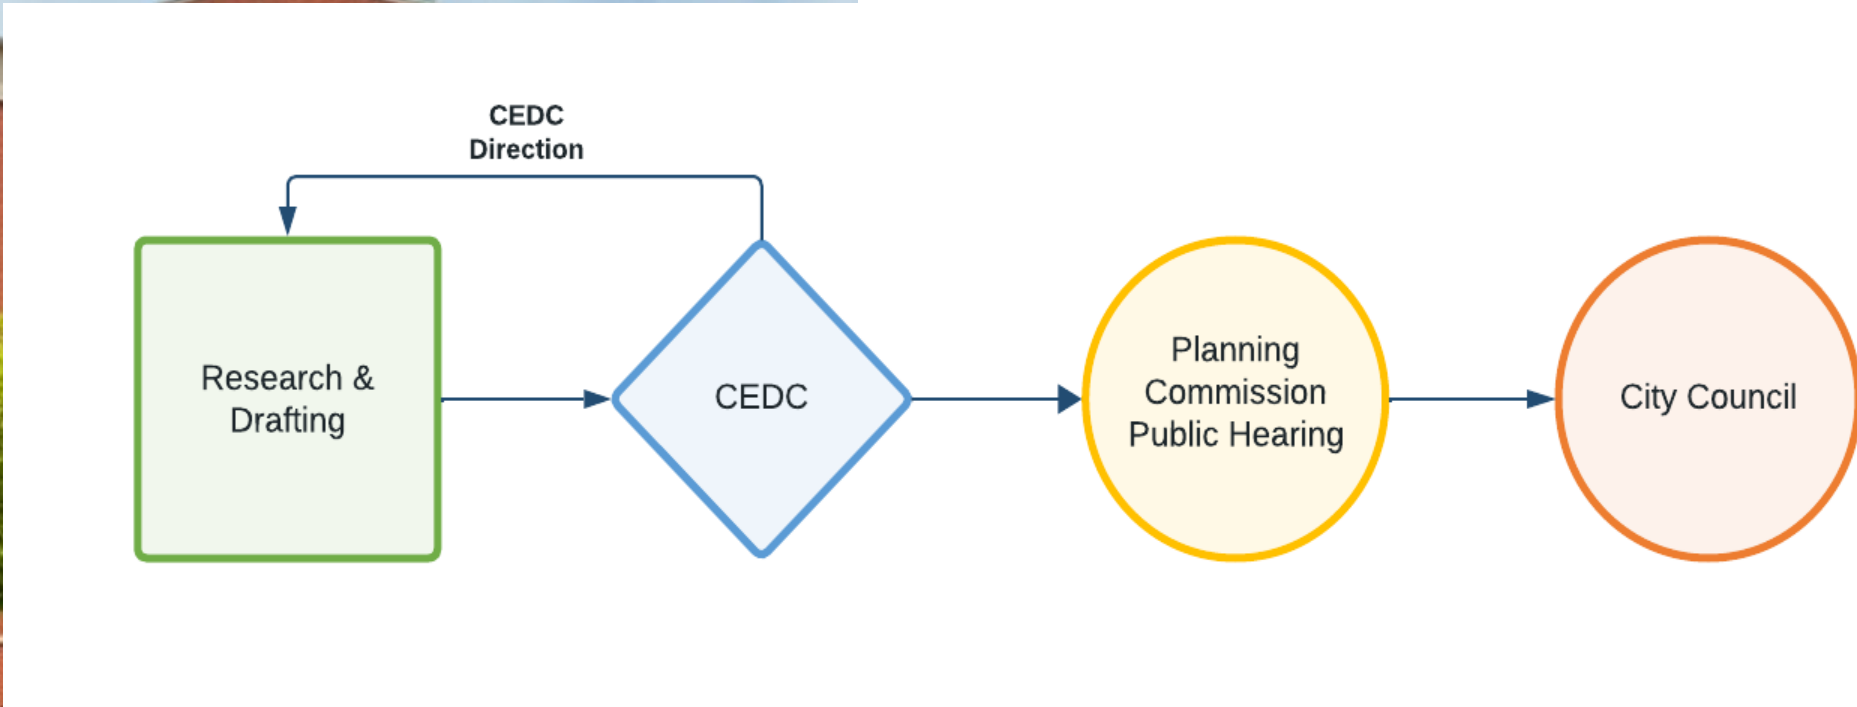 CEDC
Direction
Research &
Drafting
CEDC
Planning
Commission
Public Hearing
City Council